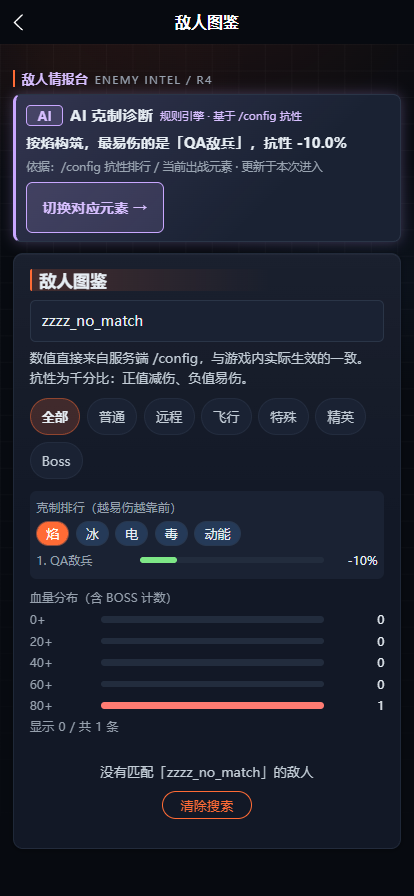 敌人图鉴
敌人情报台 ENEMY INTEL / R4
AI AI 克制诊断 规则引擎 · 基于 /config 抗性
按焰构筑，最易伤的是「QA敌兵」，抗性 -10.0%
依据：/config 抗性排行 / 当前出战元素 · 更新于本次进入
切换对应元素 →
敌人图鉴
zzzz_no_match
数值直接来自服务端 /config，与游戏内实际生效的一致。
抗性为千分比：正值减伤、负值易伤。
全部 普通 远程 飞行 特殊 精英
Boss
克制排行（越易伤越靠前）
焰 冰 电 毒 动能
1. QA敌兵 -10%
血量分布（含 BOSS 计数）
0+ 0
20+ 0
40+ 0
60+ 0
80+ 1
显示 0 / 共 1 条
没有匹配「zzzz_no_match」的敌人
清除搜索